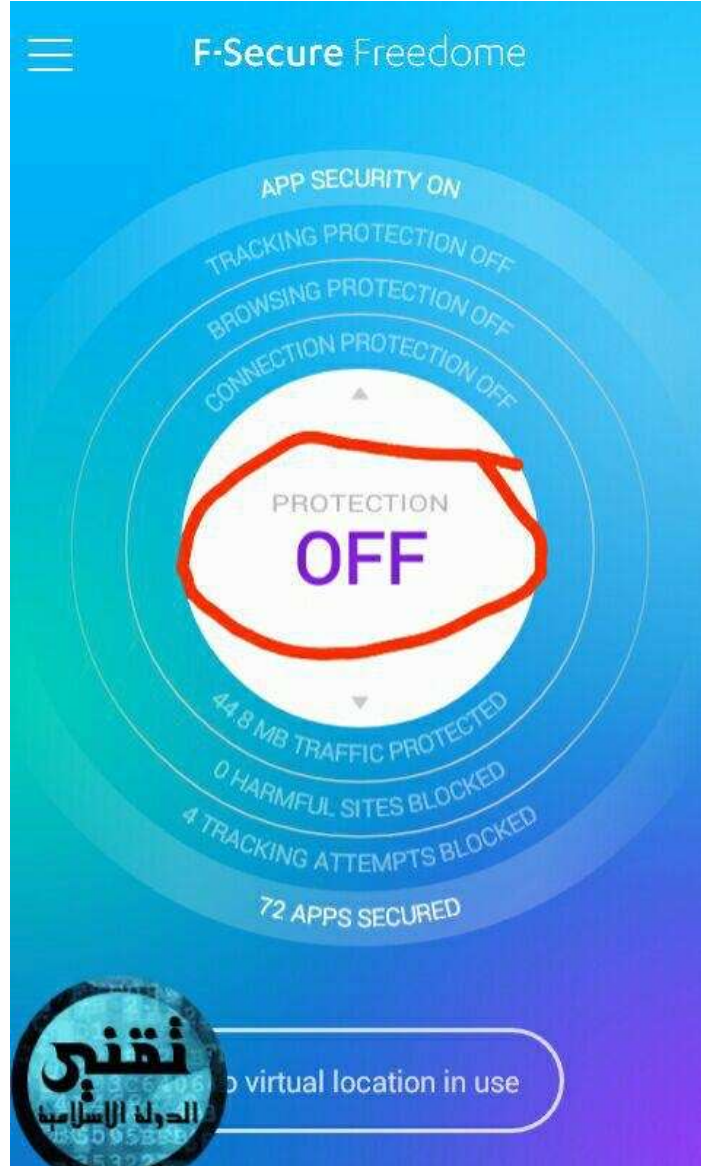 F-Secure Freedome
APP SECURITY ON
TRACKING PROTECTION OFF
BROWSING PROTECTION OFF
CONNECTION PROTECTION OFF
PROTECTION
OFF
44.8 MB TRAFFIC PROTECTED
0 HARMFUL SITES BLOCKED
4 TRACKING ATTEMPTS BLOCKED
72 APPS SECURED
virtual location in use
تقني
الدولة الإسلامية